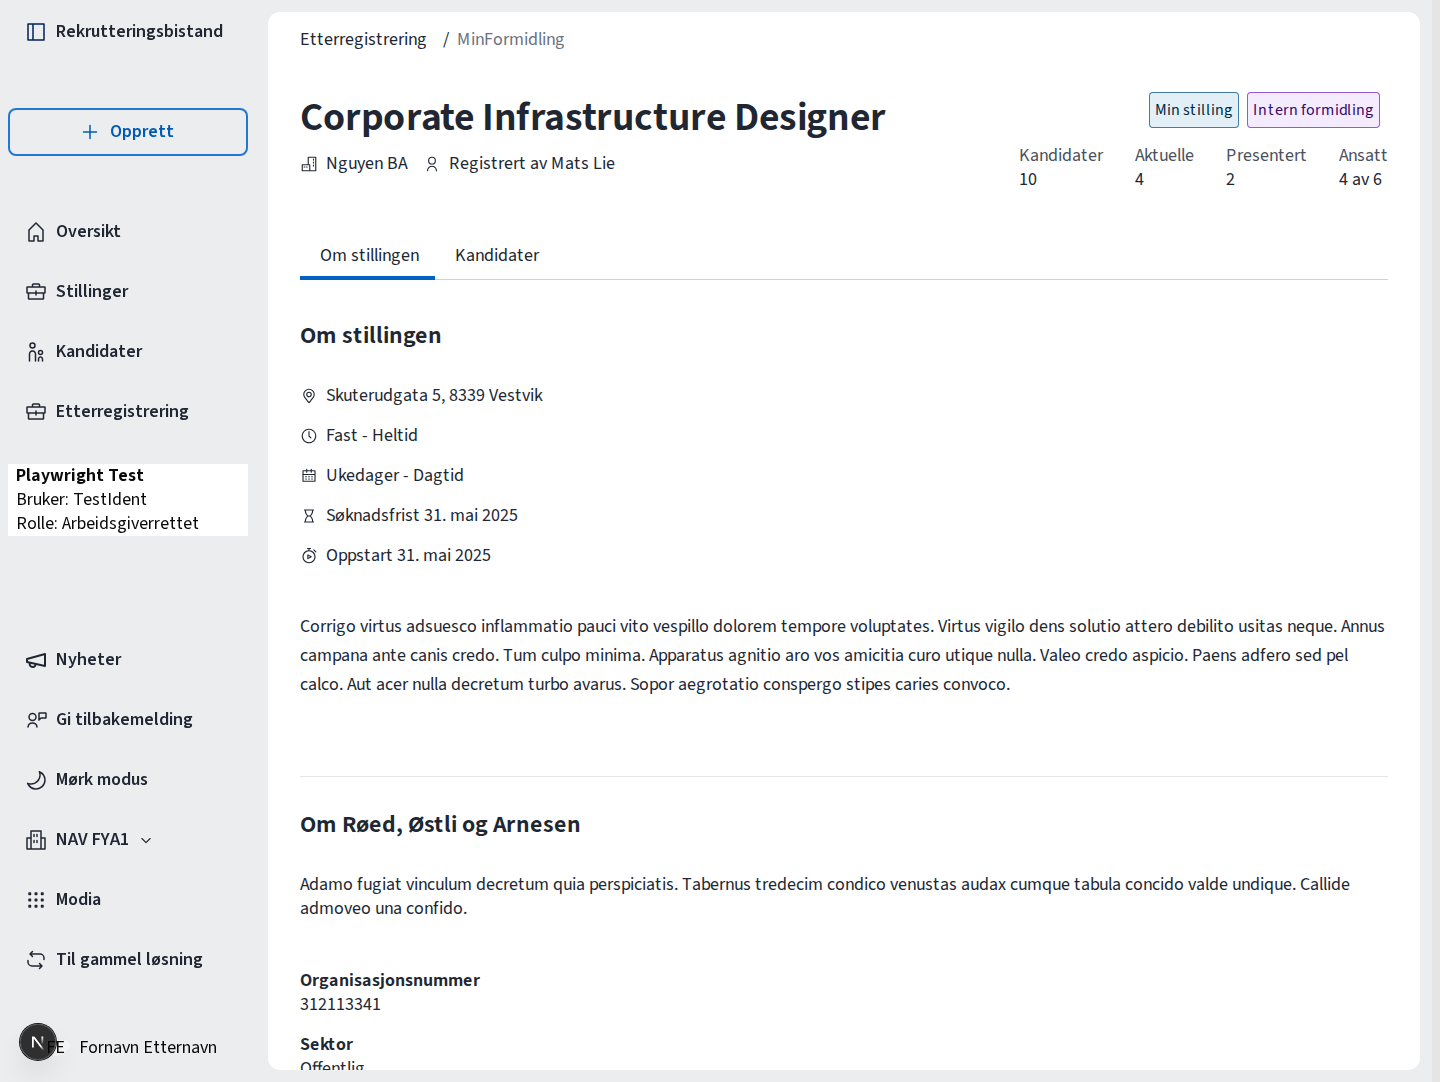 Rekrutteringsbistand
Opprett
Oversikt
Stillinger
Kandidater
Etterregistrering
Playwright Test
Bruker: TestIdent
Rolle: Arbeidsgiverrettet
Nyheter
Gi tilbakemelding
Mørk modus
NAV FYA1
Modia
Til gammel løsning
N FE Fornavn Etternavn
Etterregistrering / MinFormidling
Corporate Infrastructure Designer
Min stilling Intern formidling
Nguyen BA Registrert av Mats Lie
Kandidater Aktuelle Presentert Ansatt
10 4 2 4 av 6
Om stillingen Kandidater
Om stillingen
Skuterudgata 5, 8339 Vestvik
Fast - Heltid
Ukedager - Dagtid
Søknadsfrist 31. mai 2025
Oppstart 31. mai 2025
Corrigo virtus adsuesco inflammatio pauci vito vespillo dolorem tempore voluptates. Virtus vigilo dens solutio attero debilito usitas neque. Annus
campana ante canis credo. Tum culpo minima. Apparatus agnitio aro vos amicitia curo utique nulla. Valeo credo aspicio. Paens adfero sed pel
calco. Aut acer nulla decretum turbo avarus. Sopor aegrotatio conspergo stipes caries convoco.
Om Røed, Østli og Arnesen
Adamo fugiat vinculum decretum quia perspiciatis. Tabernus tredecim condico venustas audax cumque tabula concido valde undique. Callide
admoveo una confido.
Organisasjonsnummer
312113341
Sektor
Offentlig